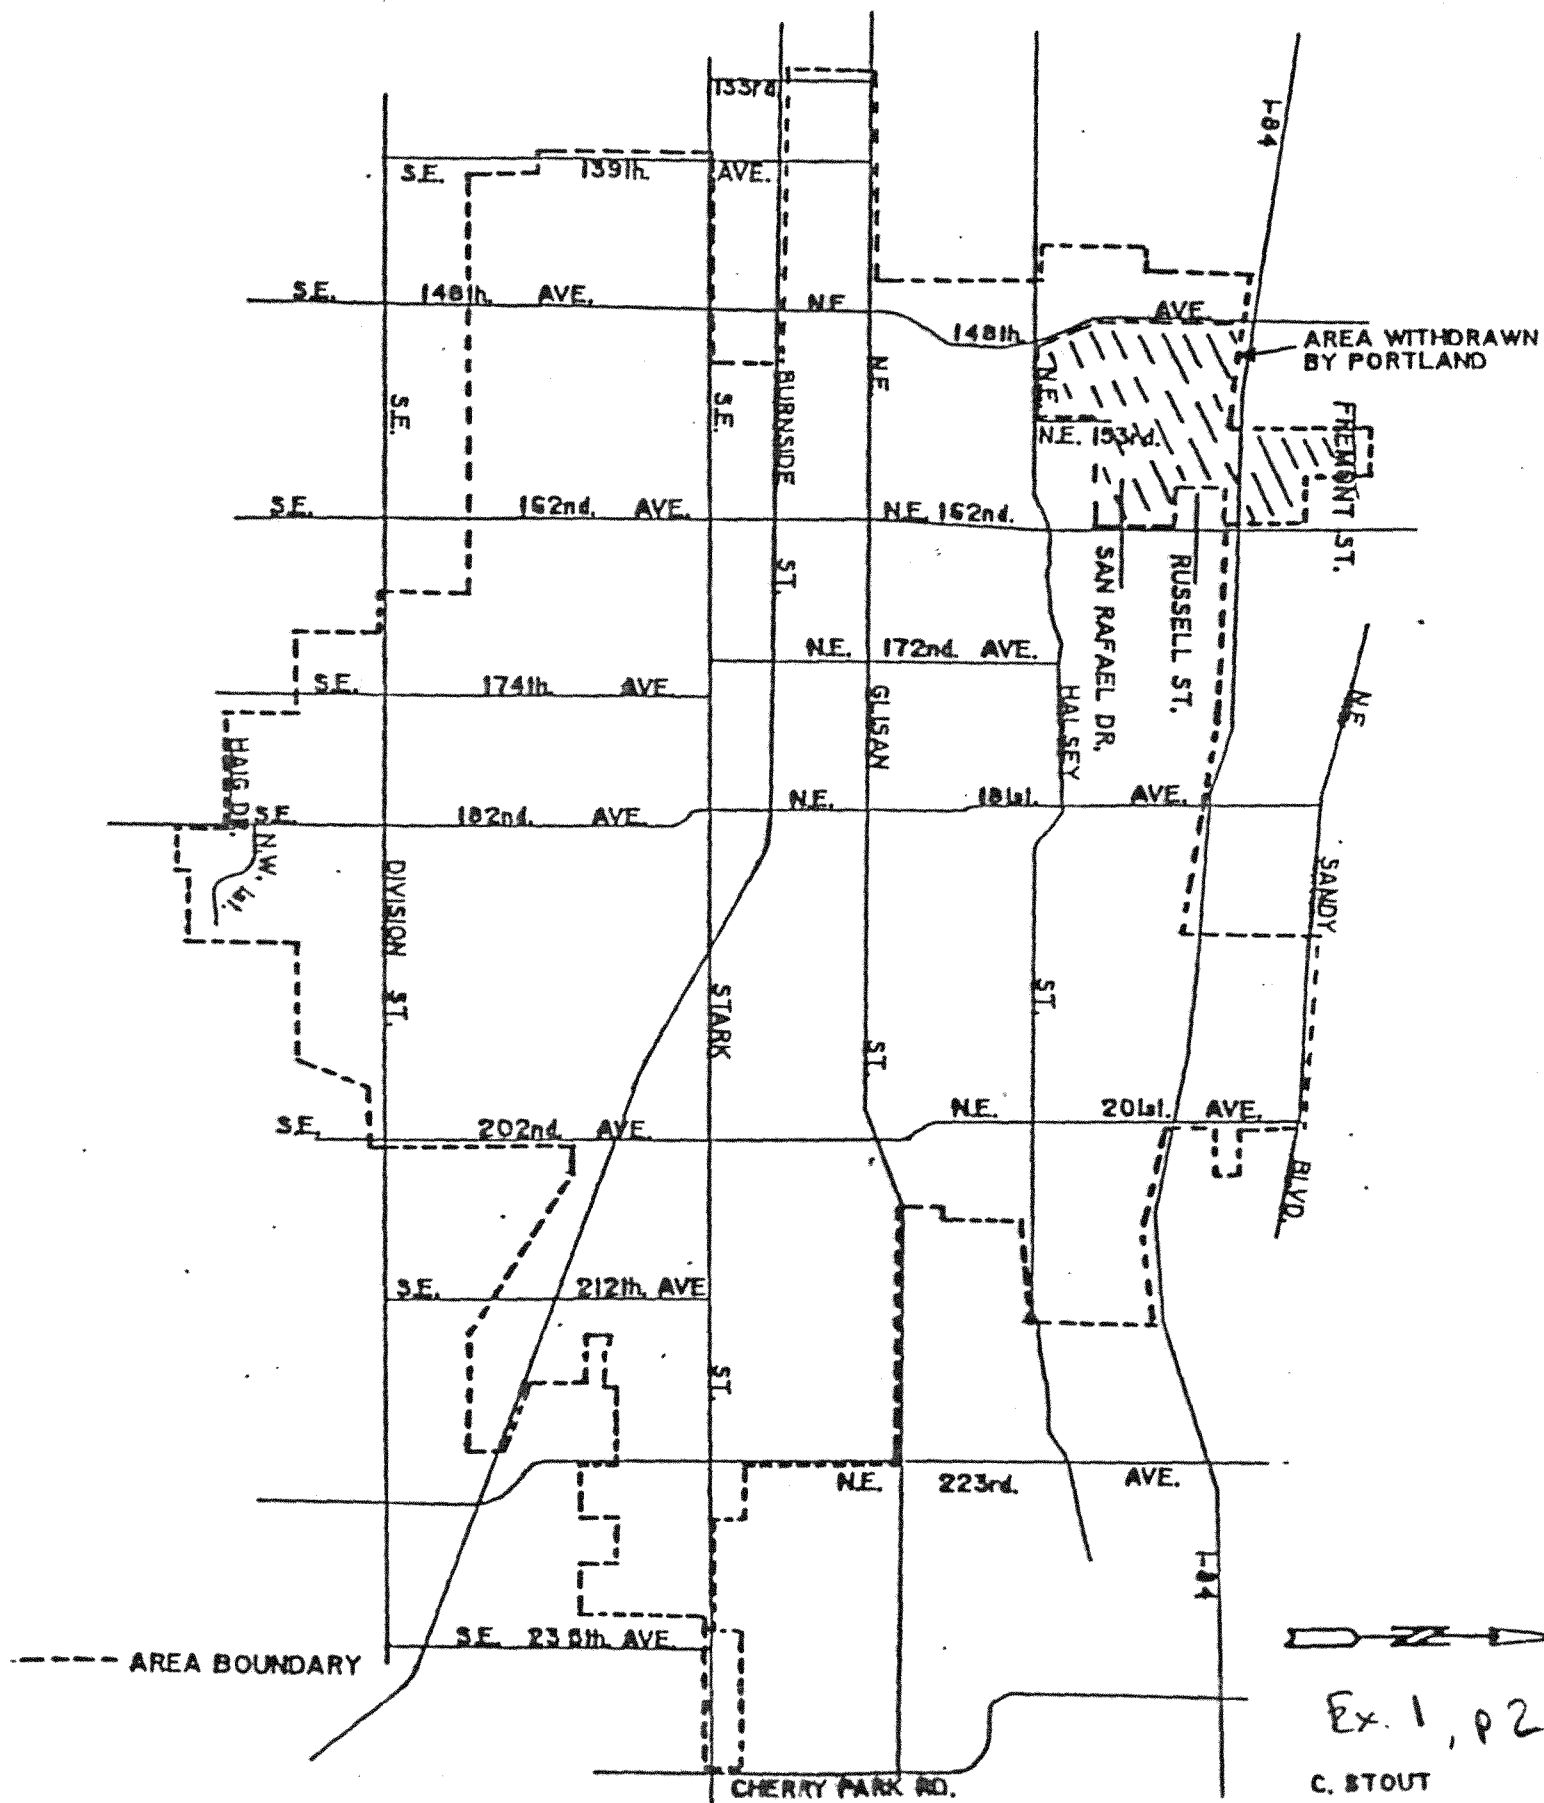 133rd
I-84
S.E. 139th. AVE.
S.E. 148th. AVE. N.E.
148th. AVE.
AREA WITHDRAWN
BY PORTLAND
S.E.
S.E.
BURNSIDE
N.E.
N.E.
N.E. 153rd.
FREMONT ST.
S.E. 162nd. AVE. N.E. 162nd.
ST.
SAN RAFAEL DR.
RUSSELL ST.
N.E. 172nd. AVE.
S.E. 174th. AVE.
GLISAN
HALSEY
N.E.
HAIG DR.
S.E. 182nd. AVE. N.E. 181st. AVE.
N.W. 1st.
DIVISION
SANDY
ST.
STARK
ST.
ST.
S.E. 202nd. AVE. N.E. 201st. AVE.
BLVD.
S.E. 212th. AVE
ST.
N.E. 223rd. AVE.
I-84
S.E. 235th. AVE.
AREA BOUNDARY
N
Ex. 1, p 2
CHERRY PARK RD.
C. STOUT